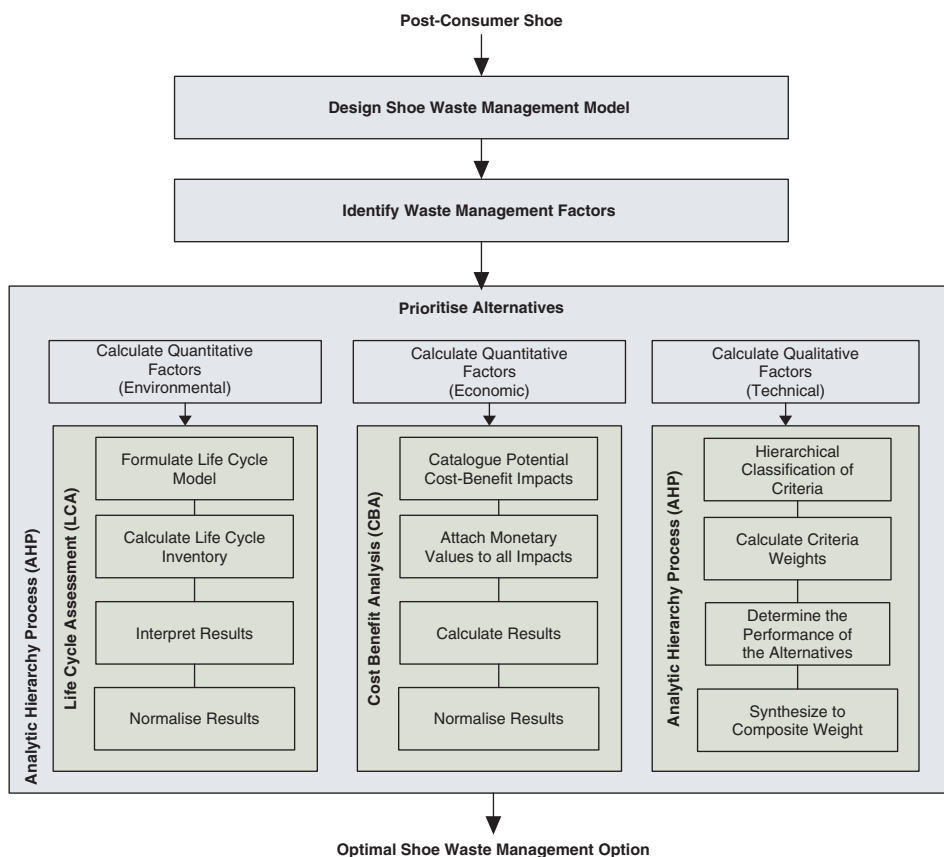 Post-Consumer Shoe
Design Shoe Waste Management Model
Identify Waste Management Factors
Prioritise Alternatives
Analytic Hierarchy Process (AHP)
Calculate Quantitative
Factors
(Environmental)
Life Cycle Assessment (LCA)
Formulate Life Cycle
Model
Calculate Life Cycle
Inventory
Interpret Results
Normalise Results
Calculate Quantitative
Factors
(Economic)
Cost Benefit Analysis (CBA)
Catalogue Potential
Cost-Benefit Impacts
Attach Monetary
Values to all Impacts
Calculate Results
Normalise Results
Calculate Qualitative
Factors
(Technical)
Analytic Hierarchy Process (AHP)
Hierarchical
Classification of
Criteria
Calculate Criteria
Weights
Determine the
Performance of
the Alternatives
Synthesize to
Composite Weight
Optimal Shoe Waste Management Option